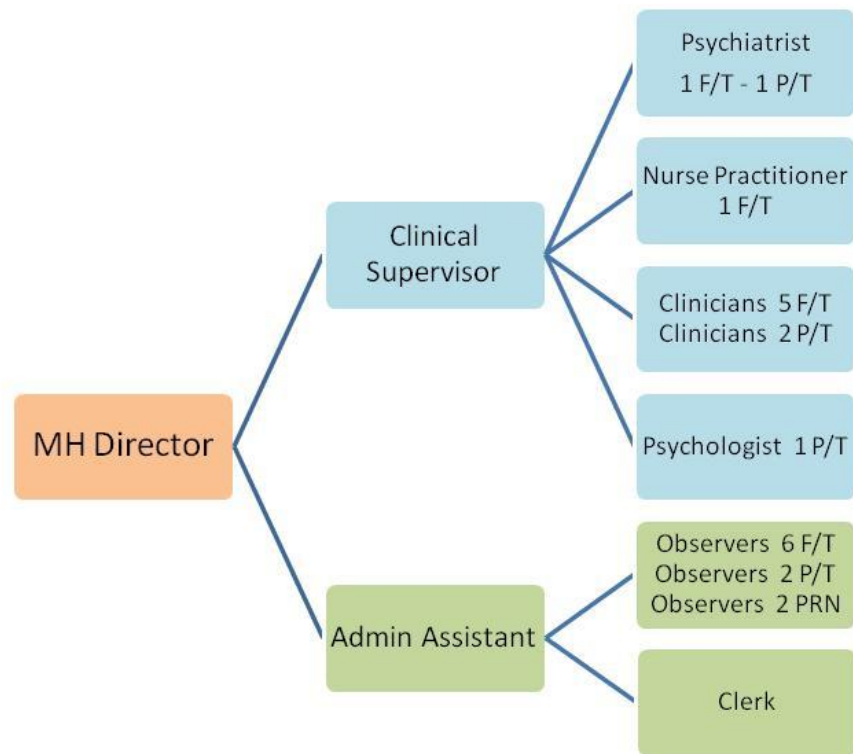 Psychiatrist
1 F/T - 1 P/T
Nurse Practitioner
1 F/T
Clinical
Supervisor
Clinicians 5 F/T
Clinicians 2 P/T
MH Director
Psychologist 1 P/T
Observers 6 F/T
Observers 2 P/T
Observers 2 PRN
Admin Assistant
Clerk